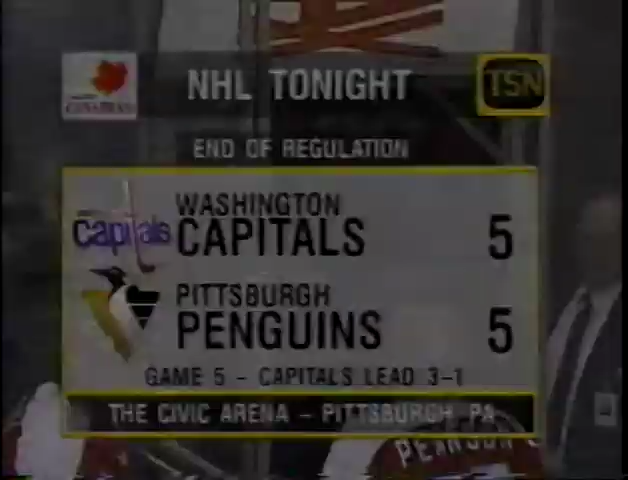 NHL TONIGHT
TSN
END OF REGULATION
WASHINGTON
capitals CAPITALS 5
PITTSBURGH
PENGUINS 5
GAME 5 - CAPITALS LEAD 3-1
THE CIVIC ARENA - PITTSBURGH, PA